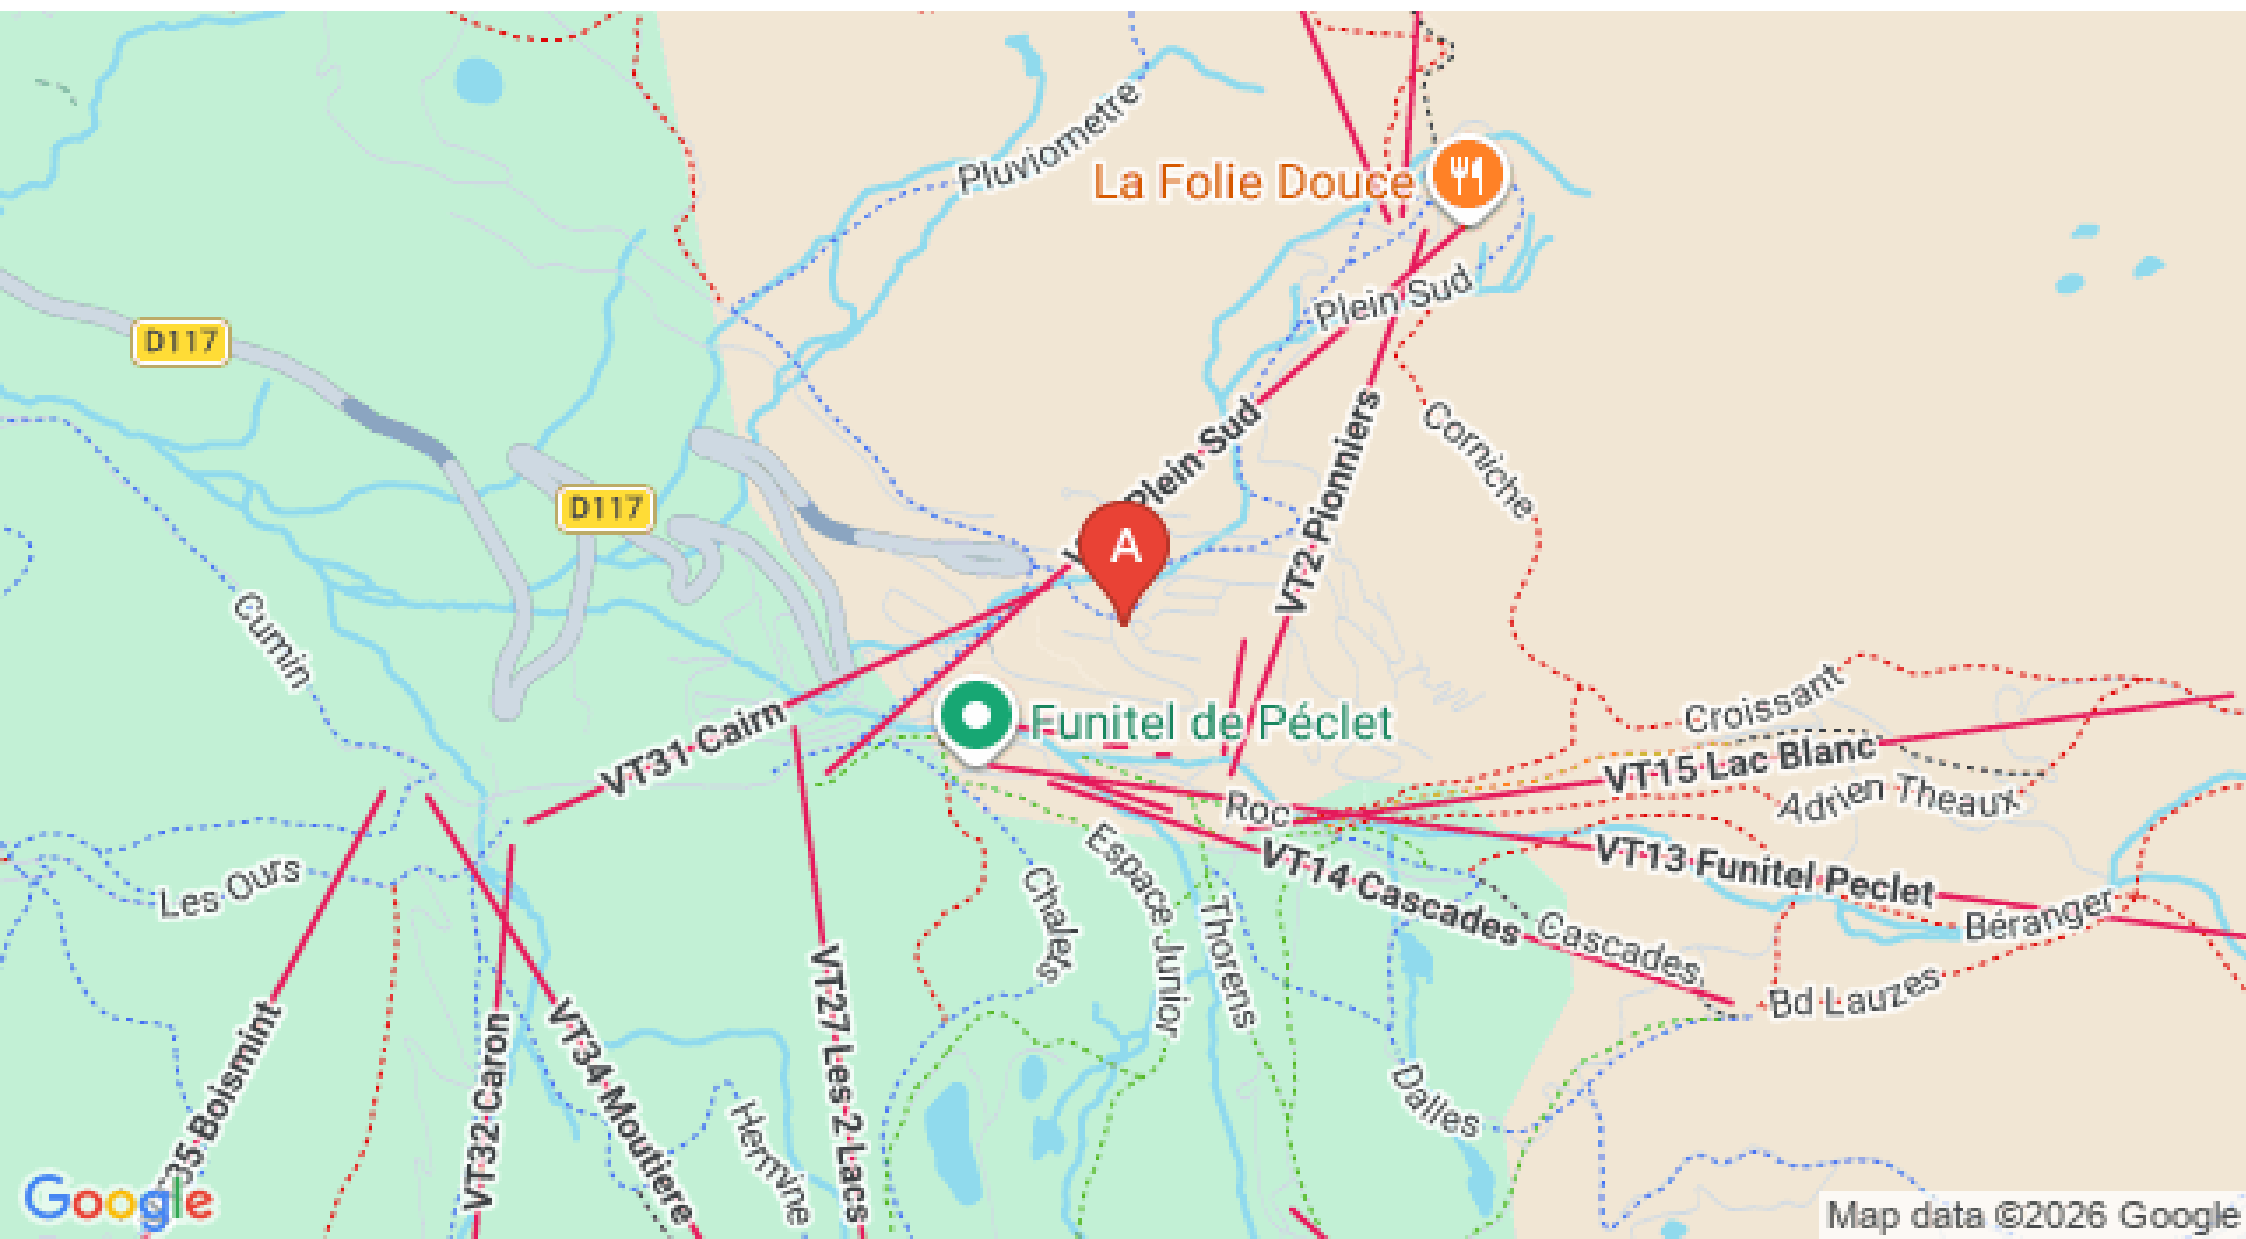 Pluviometre
La Folie Douce
Plein Sud
D117
Plein Sud
VT2 Pionniers
Corniche
D117
A
Cumin
Croissant
Funitel de Péclet
VT31 Cairn
VT15 Lac Blanc
Adrien Theaux
Roc
VT13 Funitel Peclet
VT14 Cascades
Les Ours
Espace Junior
Chalets
Thorens
Cascades
Béranger
Bd Lauzes
VT27 Les 2 Lacs
35 Boismint
VT32 Caron
VT34 Moutiere
Hermine
Dalles
Google
Map data ©2026 Google